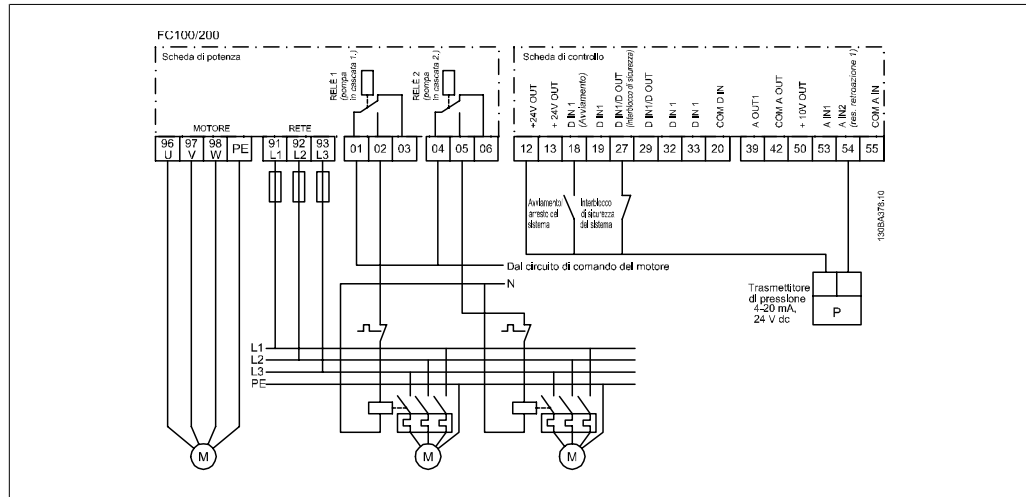 FC100/200
Scheda di potenza
RELÉ 1
(pompa
in cascata 1.)
RELÉ 2
(pompa
in cascata 2.)
Scheda di controllo
+24V OUT
+ 24V OUT
D IN 1
(Avviamento)
D IN1
D IN1/D OUT
(Interblocco di sicurezza)
D IN1/D OUT
D IN 1
D IN1
COM D IN
A OUT1
COM A OUT
+ 10V OUT
A IN1
A IN2
(res. retroazione 1)
COM A IN
MOTORE
RETE
96 97 98 PE
U V W
91 92 93
L1 L2 L3
01 02 03
04 05 06
12 13 18 19 27 29 32 33 20
39 42 50 53 54 55
Avviamento/
arresto del
sistema
Interblocco
di sicurezza
del sistema
130BA378.10
Dal circuito di comando del motore
N
Trasmettitore
di pressione
4-20 mA,
24 V dc
P
L1
L2
L3
PE
M
M
M